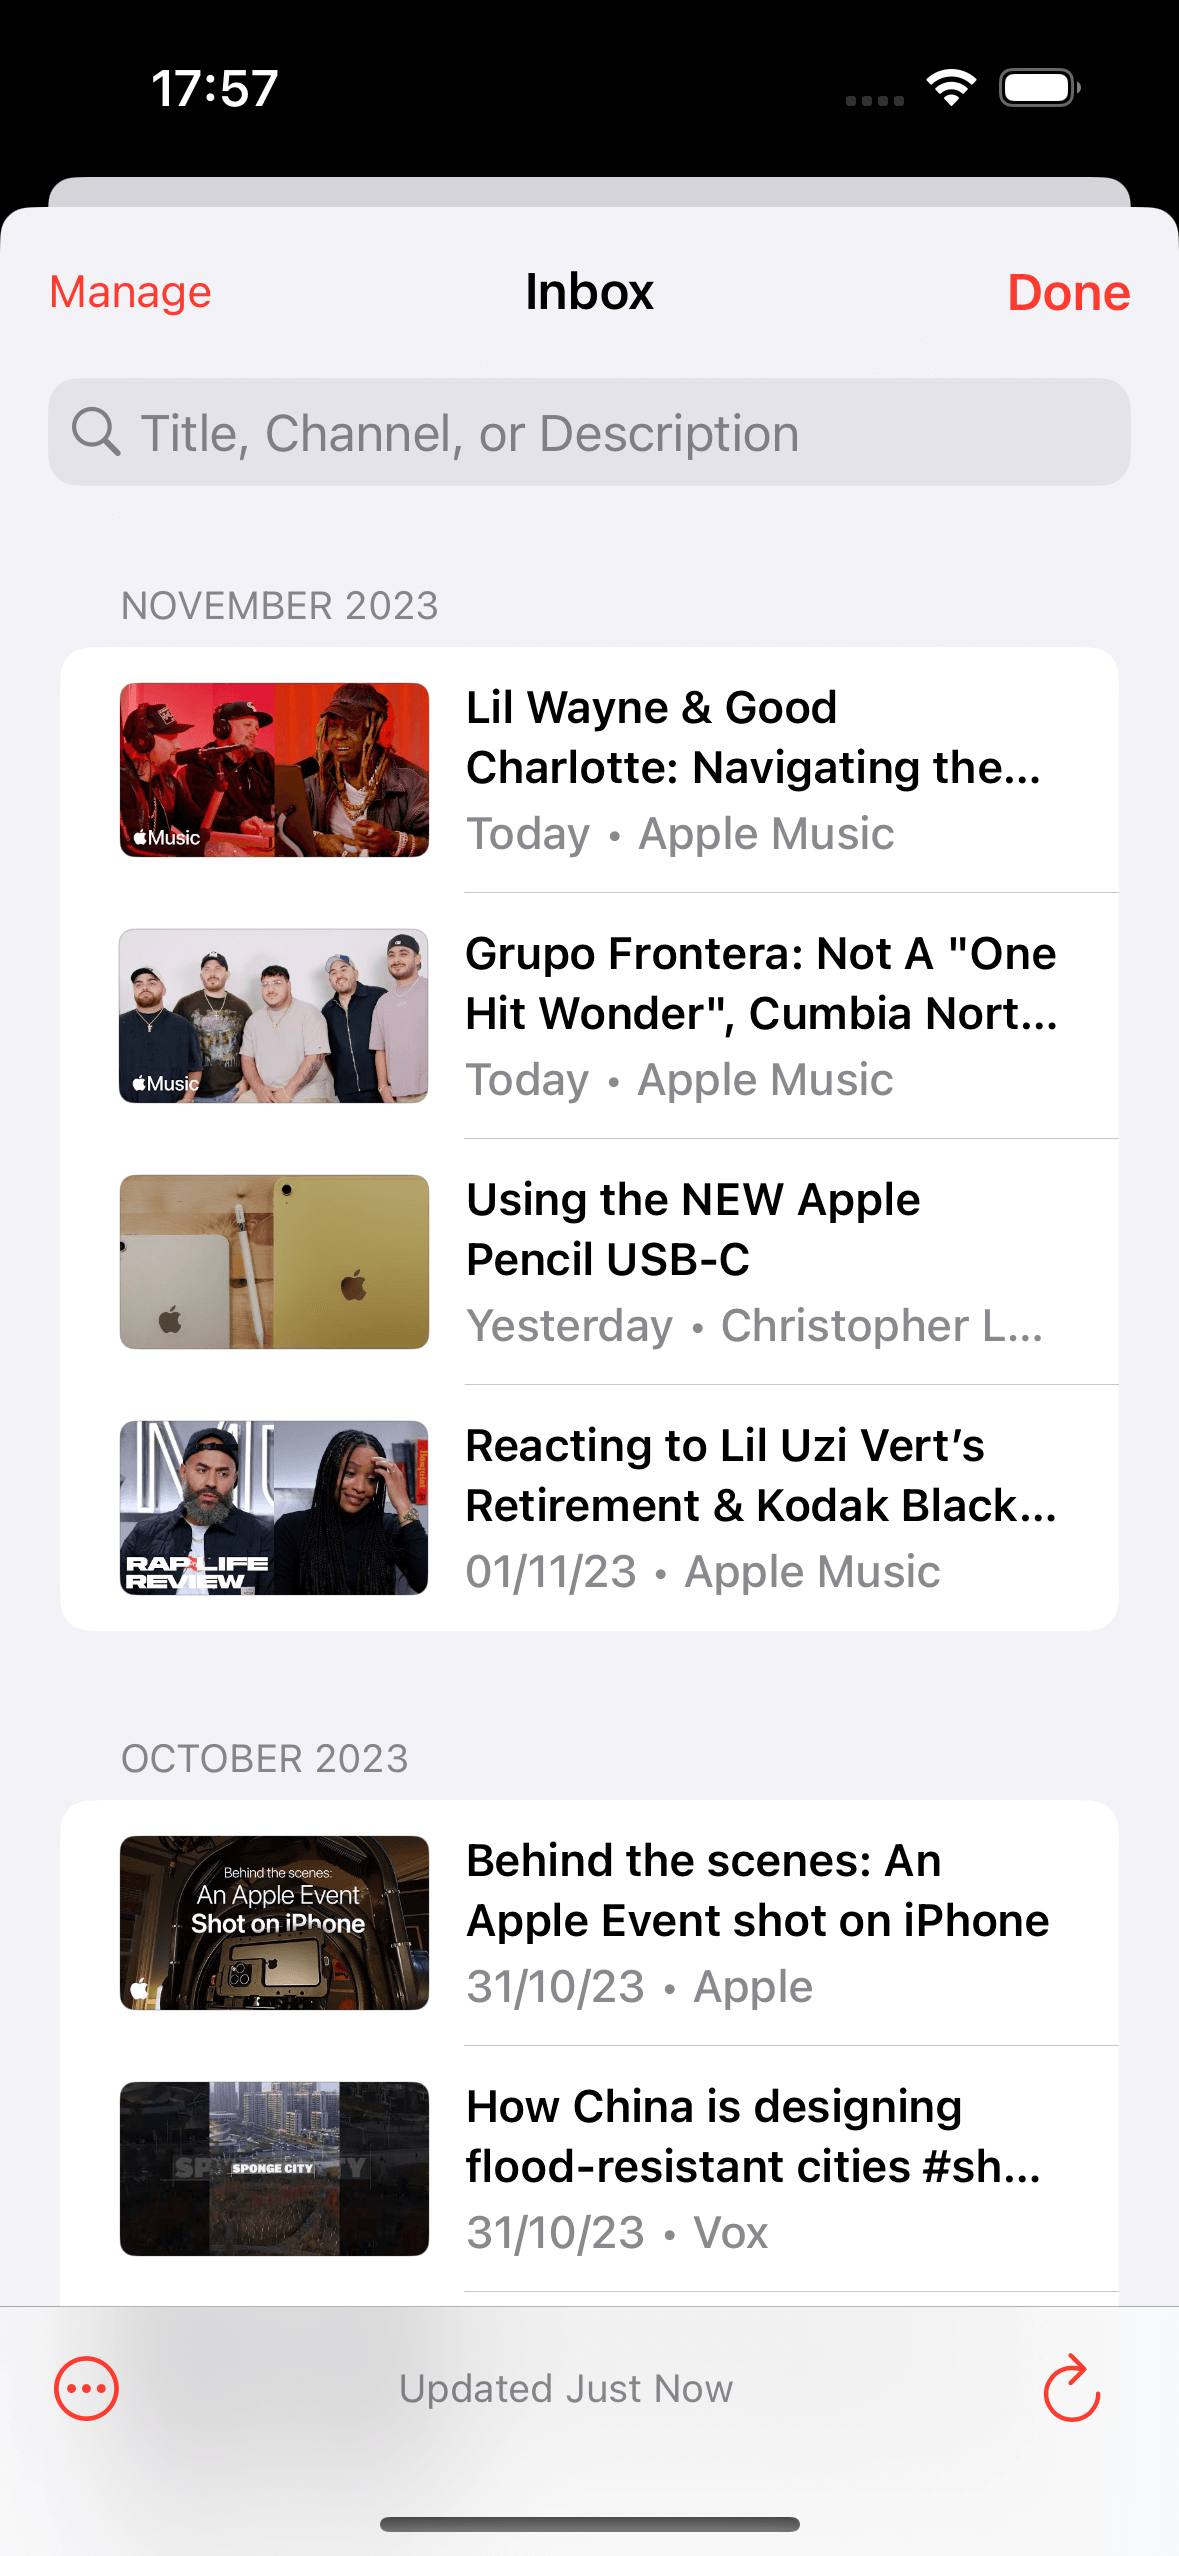 17:57
Manage
Inbox
Done
Title, Channel, or Description
NOVEMBER 2023
Music
Lil Wayne & Good
Charlotte: Navigating the...
Today • Apple Music
Music
Grupo Frontera: Not A "One
Hit Wonder", Cumbia Nort...
Today • Apple Music
Using the NEW Apple
Pencil USB-C
Yesterday • Christopher L...
RAP LIFE
REVIEW
Reacting to Lil Uzi Vert’s
Retirement & Kodak Black...
01/11/23 • Apple Music
OCTOBER 2023
Behind the scenes:
An Apple Event
Shot on iPhone
Behind the scenes: An
Apple Event shot on iPhone
31/10/23 • Apple
SPONGE CITY
How China is designing
flood-resistant cities #sh...
31/10/23 • Vox
Updated Just Now